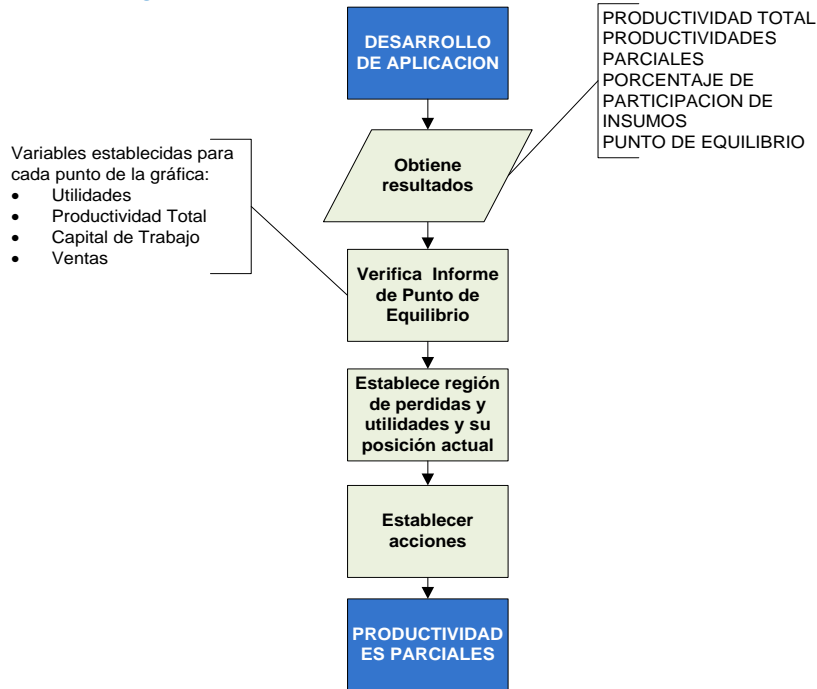 DESARROLLO
DE APLICACION
PRODUCTIVIDAD TOTAL
PRODUCTIVIDADES
PARCIALES
PORCENTAJE DE
PARTICIPACION DE
INSUMOS
PUNTO DE EQUILIBRIO
Obtiene
resultados
Variables establecidas para
cada punto de la gráfica:
• Utilidades
• Productividad Total
• Capital de Trabajo
• Ventas
Verifica Informe
de Punto de
Equilibrio
Establece región
de perdidas y
utilidades y su
posición actual
Establecer
acciones
PRODUCTIVIDAD
ES PARCIALES